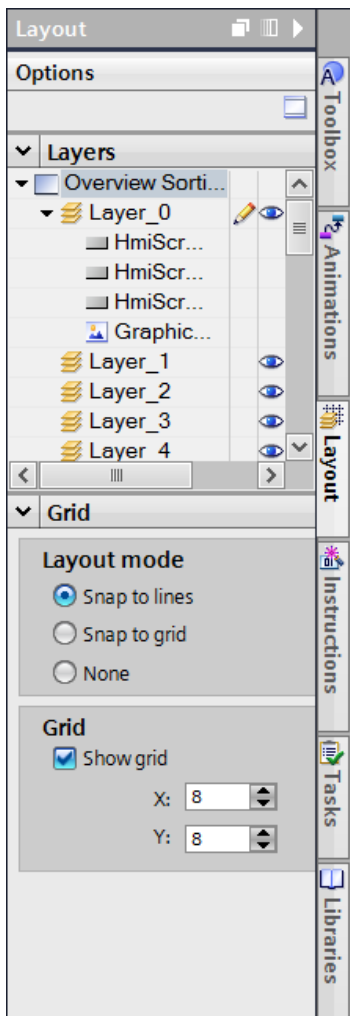 Layout
Options
Layers
Overview Sorti...
Layer_0
HmiScr...
HmiScr...
HmiScr...
Graphic...
Layer_1
Layer_2
Layer_3
Layer_4
Grid
Layout mode
Snap to lines
Snap to grid
None
Grid
Show grid
X: 8
Y: 8
Toolbox
Animations
Layout
Instructions
Tasks
Libraries